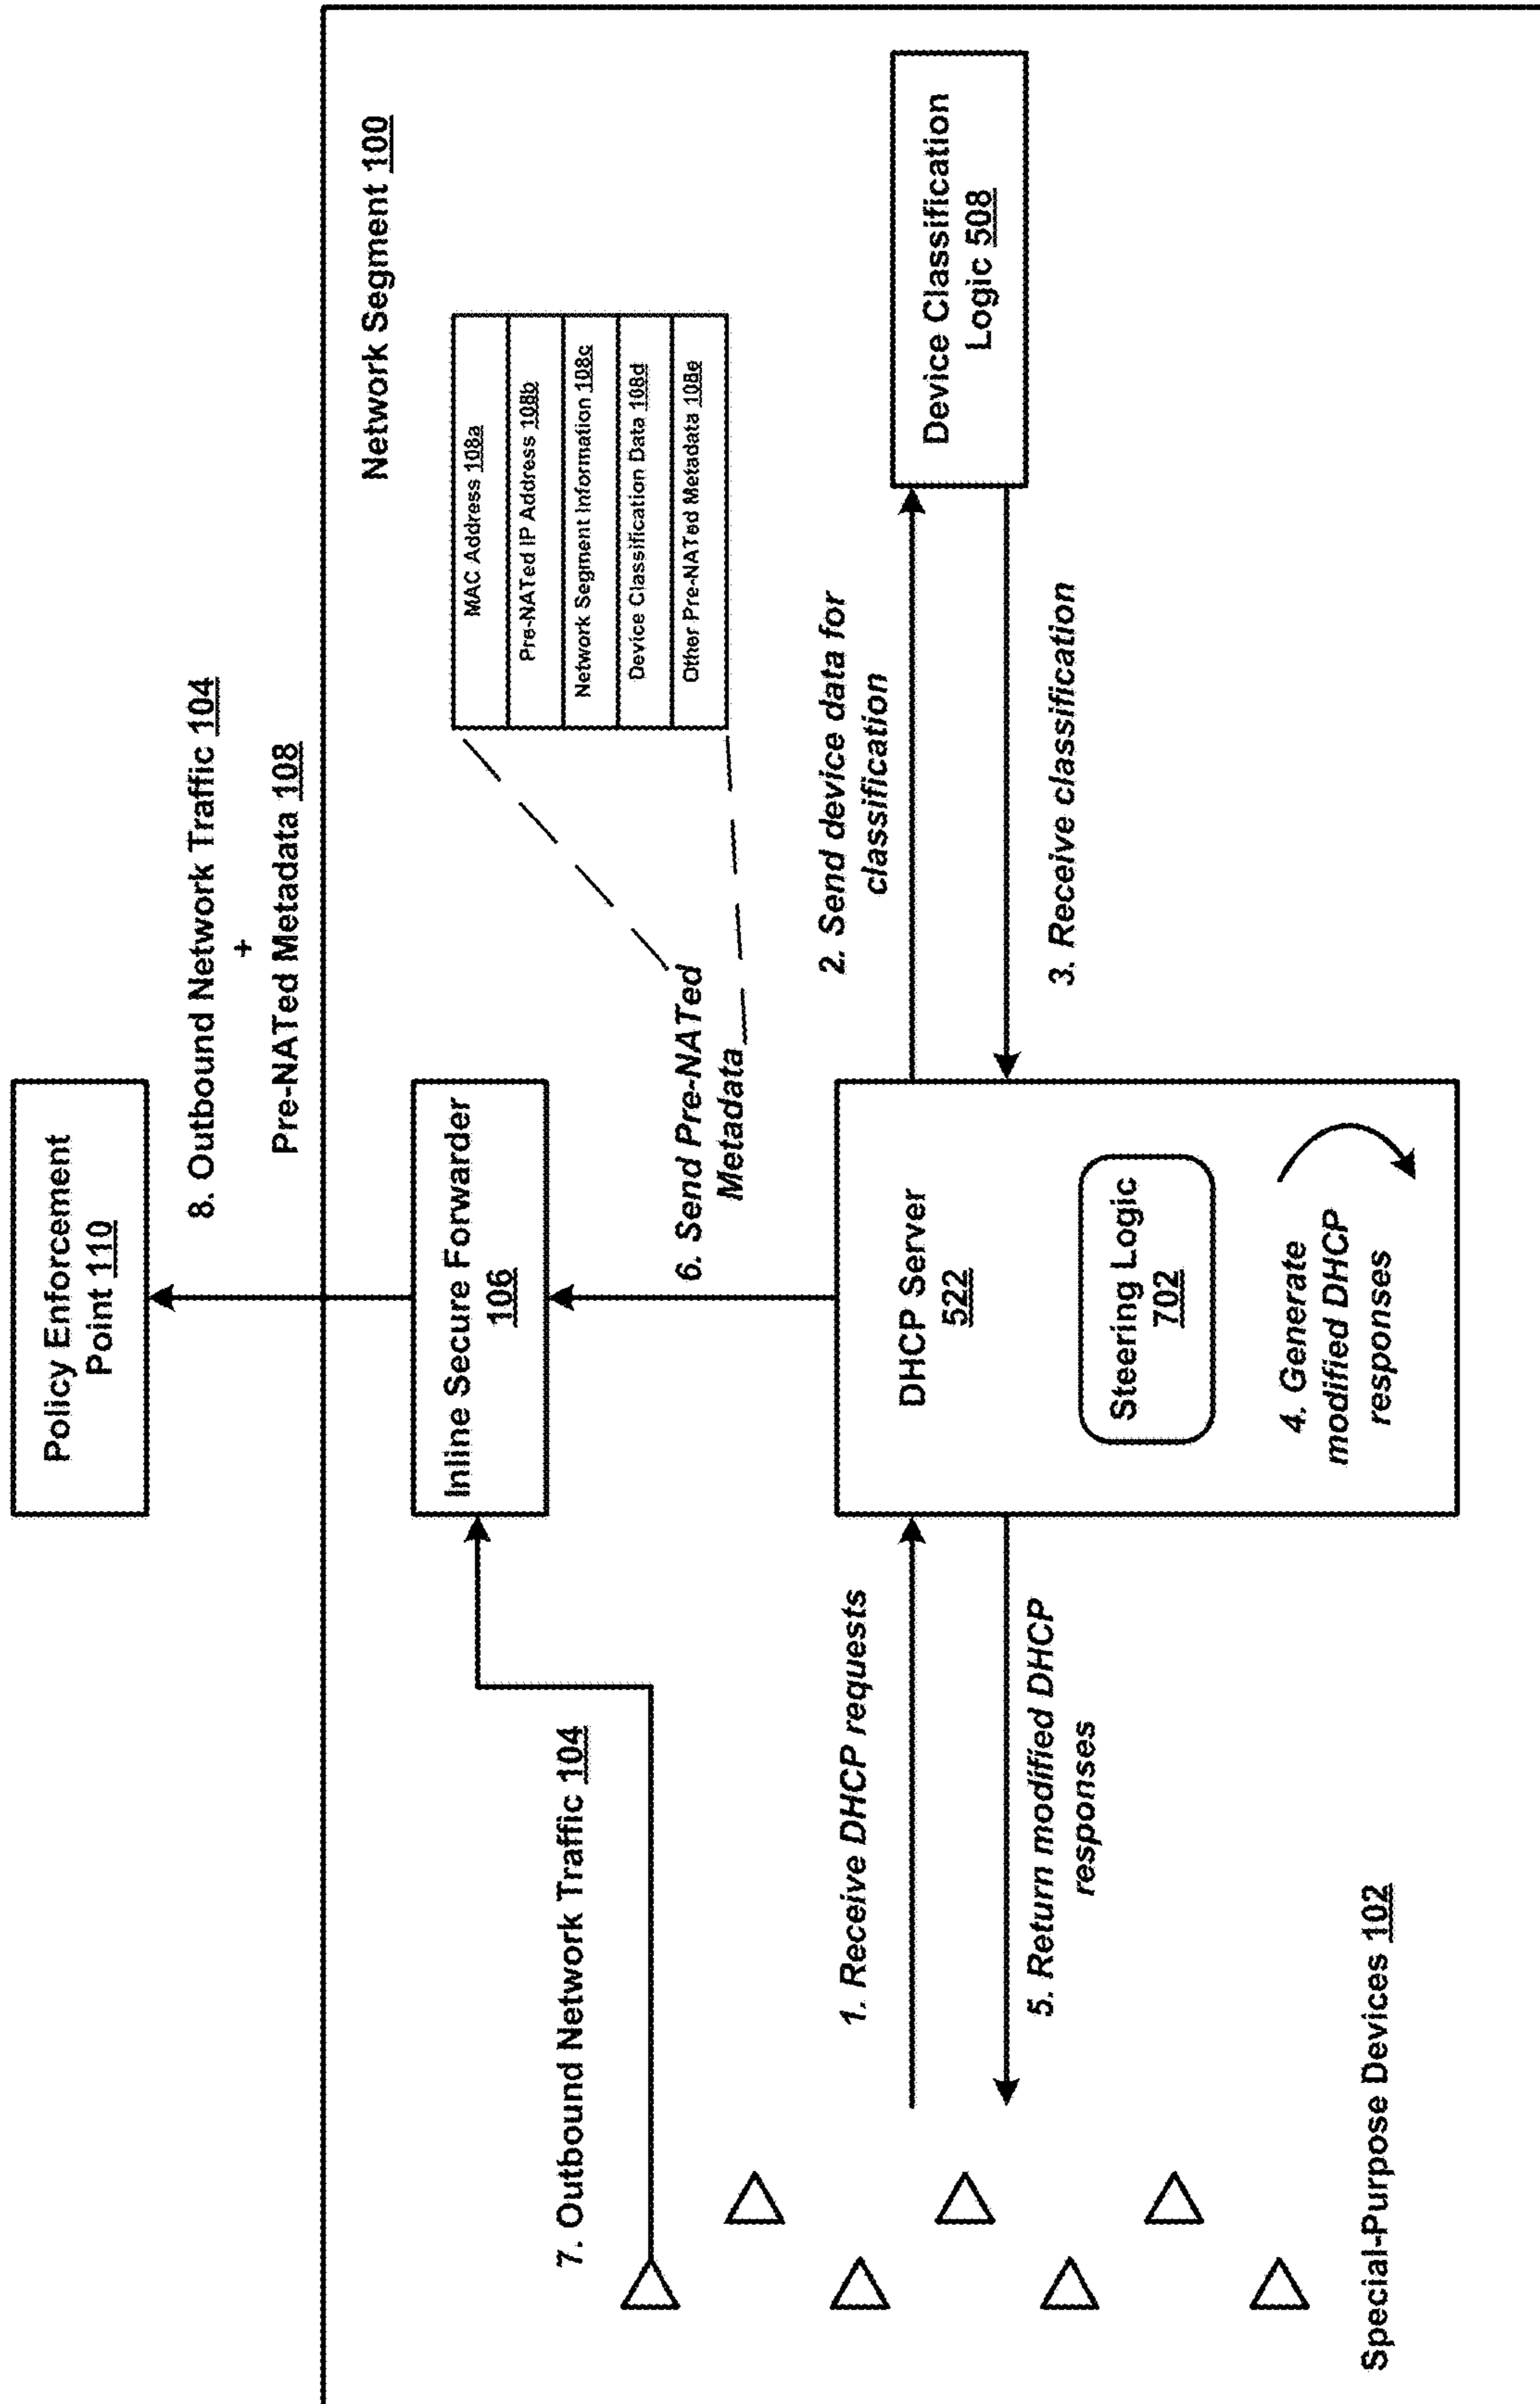 Policy Enforcement
Point 110
8. Outbound Network Traffic 104
+
Pre-NATed Metadata 108
Network Segment 100
Inline Secure Forwarder
106
MAC Address 108a
Pre-NATed IP Address 108b
Network Segment Information 108c
Device Classification Data 108d
Other Pre-NATed Metadata 108e
7. Outbound Network Traffic 104
6. Send Pre-NATed
Metadata
1. Receive DHCP requests
5. Return modified DHCP
responses
DHCP Server
522
Steering Logic
702
4. Generate
modified DHCP
responses
2. Send device data for
classification
3. Receive classification
Device Classification
Logic 508
Special-Purpose Devices 102